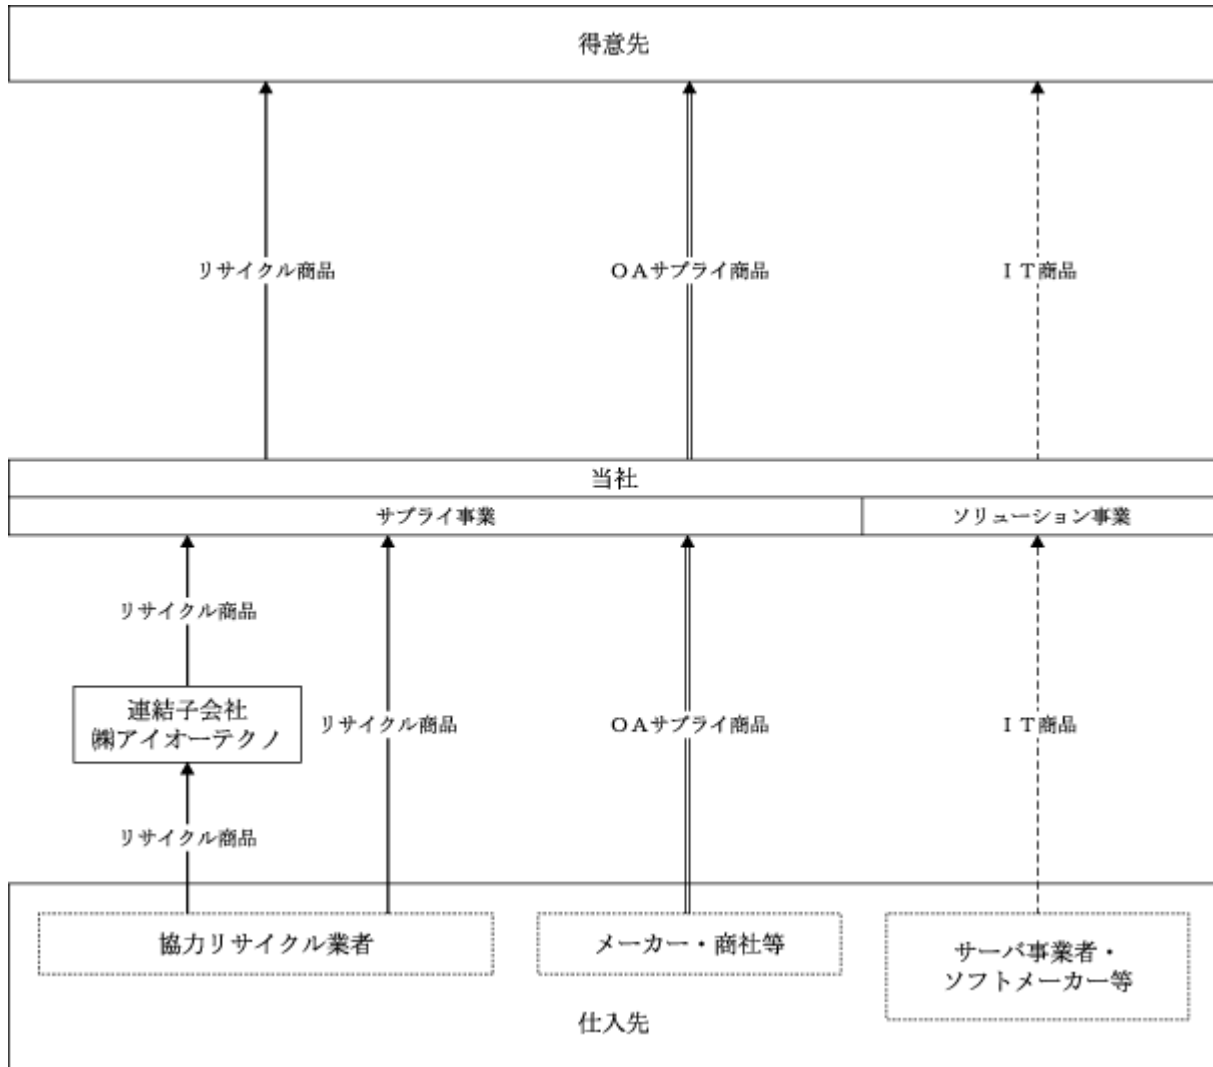 得意先
リサイクル商品
ＯＡサプライ商品
ＩＴ商品
当社
サプライ事業
ソリューション事業
リサイクル商品
連結子会社
㈱アイオーテクノ
リサイクル商品
ＯＡサプライ商品
ＩＴ商品
リサイクル商品
協力リサイクル業者
メーカー・商社等
サーバ事業者・
ソフトメーカー等
仕入先